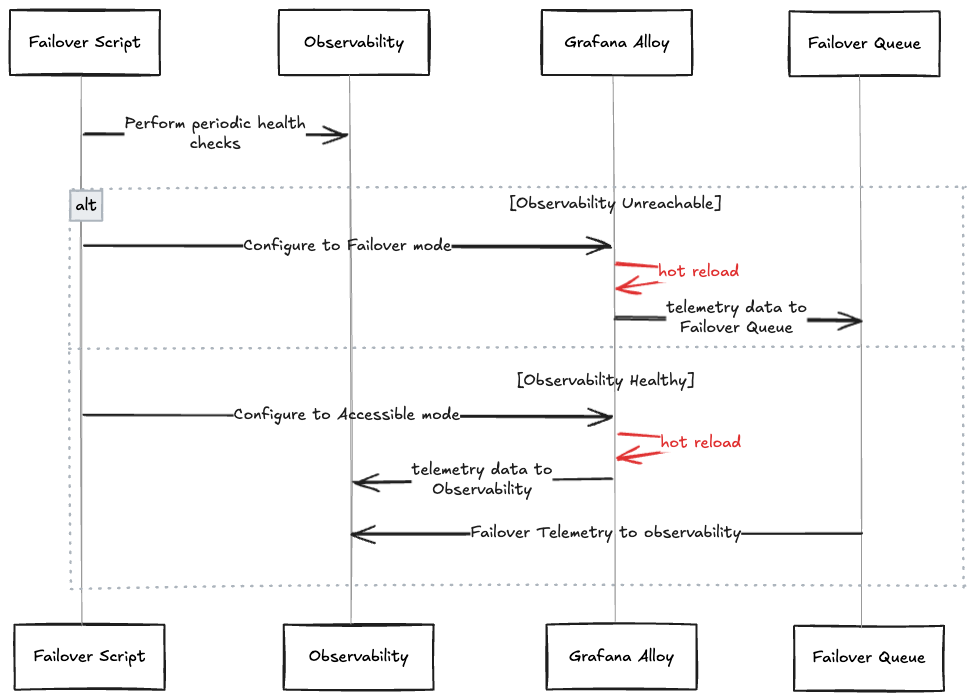 Failover Script
Observability
Grafana Alloy
Failover Queue
Perform periodic health
checks
alt
[Observability Unreachable]
Configure to Failover mode
hot reload
telemetry data to
Failover Queue
[Observability Healthy]
Configure to Accessible mode
hot reload
telemetry data to
Observability
Failover Telemetry to observability
Failover Script
Observability
Grafana Alloy
Failover Queue